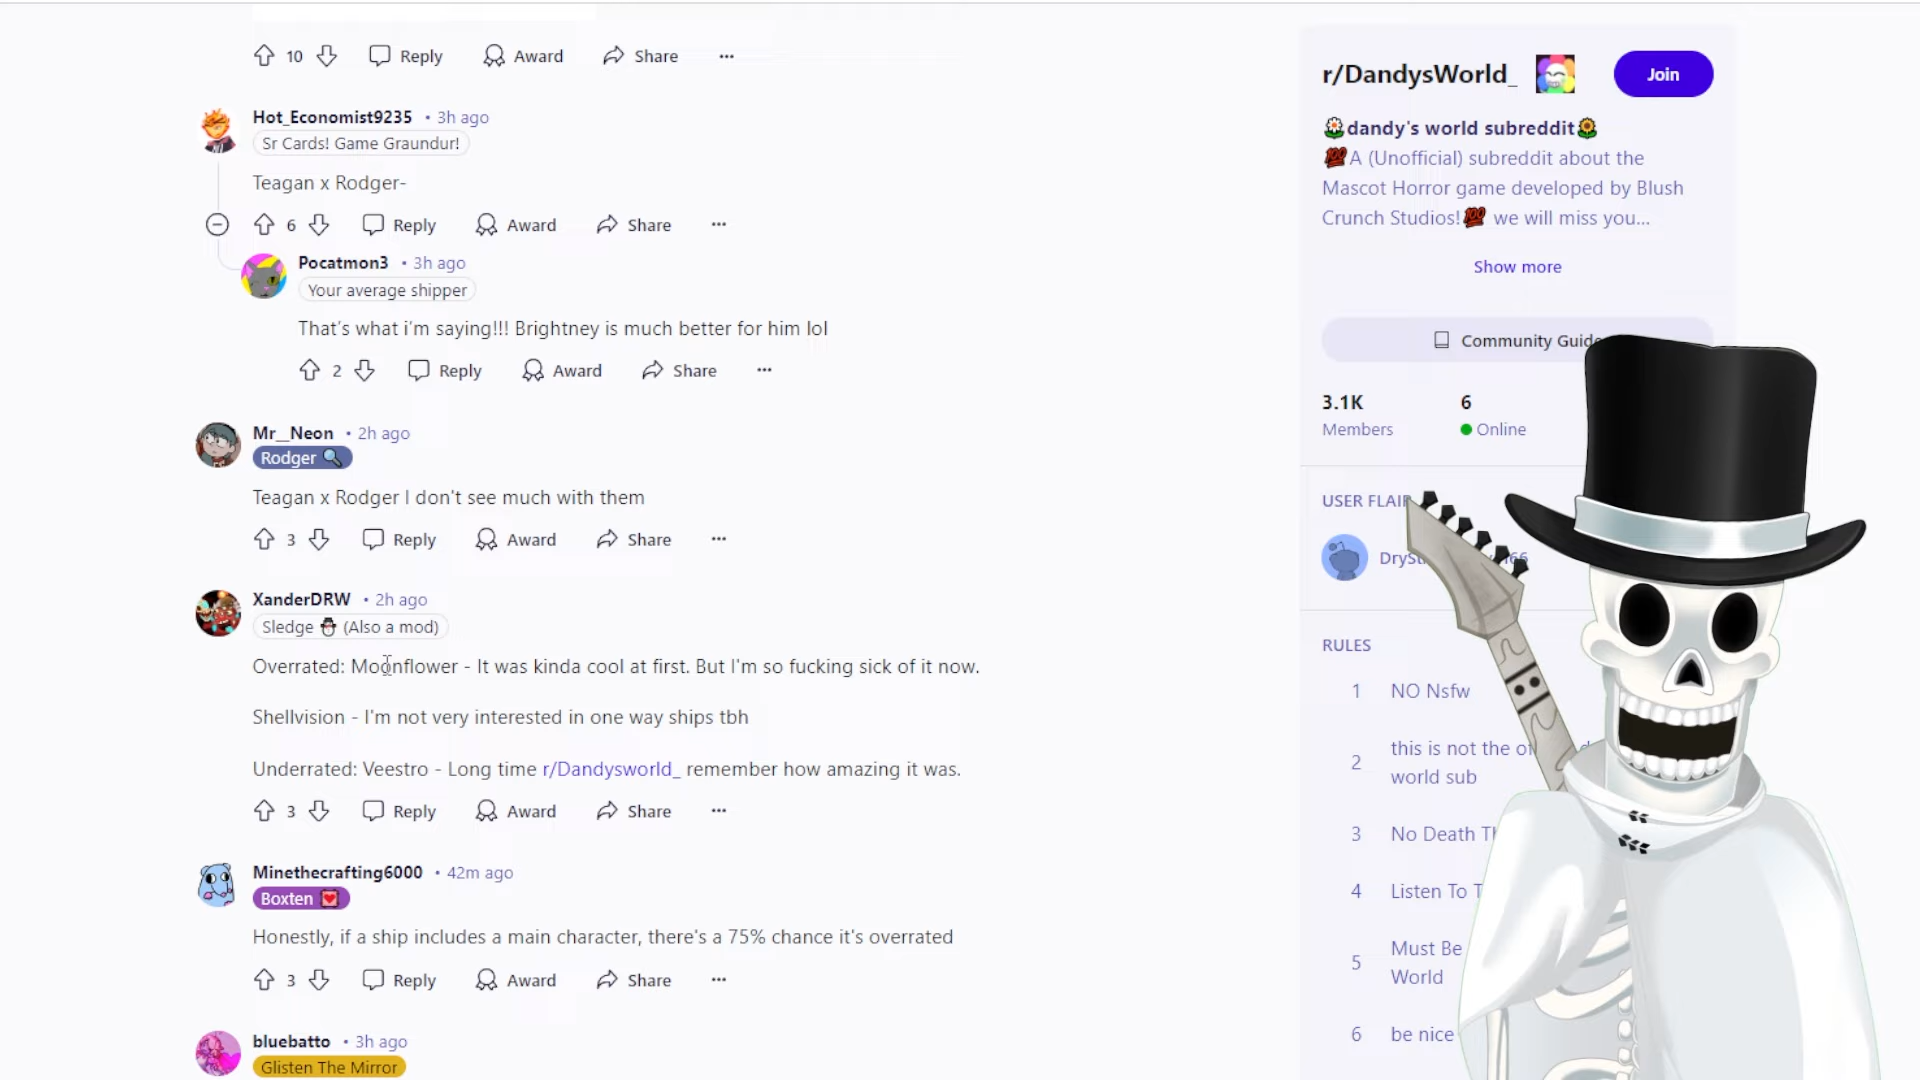 10 Reply Award Share
Hot_Economist9235 • 3h ago
Sr Cards! Game Graundur!
Teagan x Rodger-
6 Reply Award Share
Pocatmon3 • 3h ago
Your average shipper
That's what i'm saying!!! Brightney is much better for him lol
2 Reply Award Share
Mr__Neon • 2h ago
Rodger
Teagan x Rodger I don't see much with them
3 Reply Award Share
XanderDRW • 2h ago
Sledge (Also a mod)
Overrated: Moonflower - It was kinda cool at first. But I'm so fucking sick of it now.
Shellvision - I'm not very interested in one way ships tbh
Underrated: Veestro - Long time r/Dandysworld_ remember how amazing it was.
3 Reply Award Share
Minethecrafting6000 • 42m ago
Boxten
Honestly, if a ship includes a main character, there's a 75% chance it's overrated
3 Reply Award Share
bluebatto • 3h ago
Glisten The Mirror
r/DandysWorld_ Join
dandy's world subreddit
💯A (Unofficial) subreddit about the
Mascot Horror game developed by Blush
Crunch Studios!💯 we will miss you...
Show more
Community Guide
3.1K 6
Members Online
USER FLAIR
RULES
1 NO Nsfw
2 this is not the
world sub
3 No Death
4 Listen To
5 Must Be
World
6 be nice